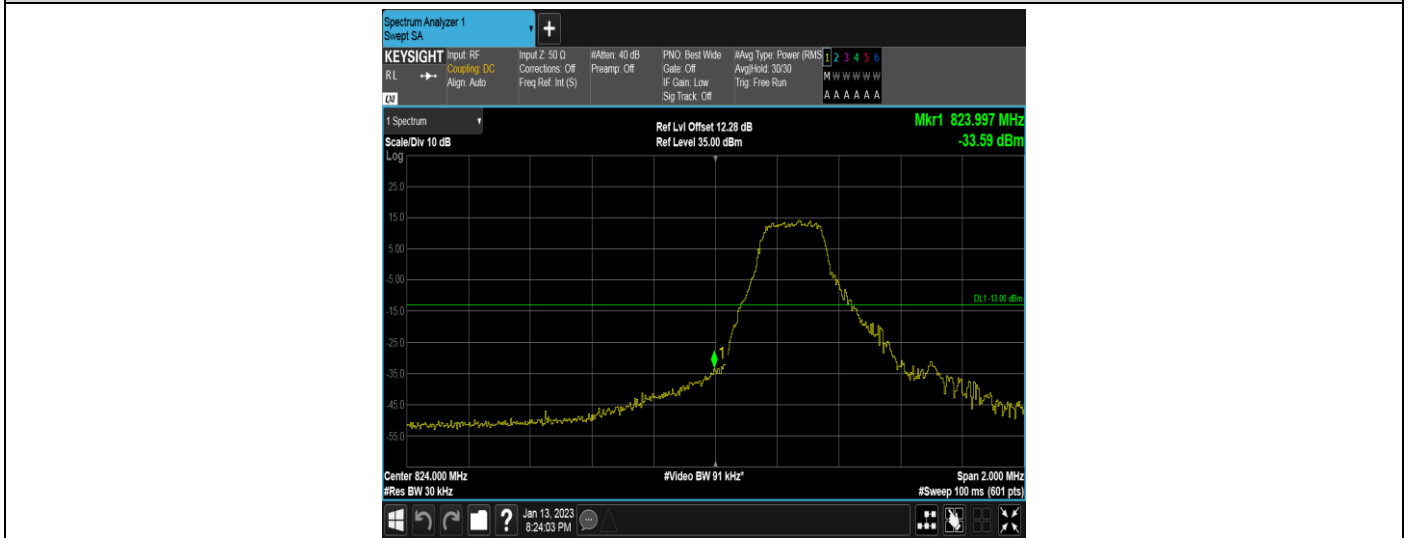 Spectrum Analyzer 1
Swept SA
+
KEYSIGHT
RL
LXI
Input: RF
Coupling: DC
Align: Auto
Input Z: 50 Ω
Corrections: Off
Freq Ref: Int (S)
#Atten: 40 dB
Preamp: Off
PNO: Best Wide
Gate: Off
IF Gain: Low
Sig Track: Off
#Avg Type: Power (RMS
Avg|Hold: 30/30
Trig: Free Run
1 2 3 4 5 6
M W W W W W
A A A A A A
1 Spectrum
Scale/Div 10 dB
Log
Ref Lvl Offset 12.28 dB
Ref Level 35.00 dBm
Mkr1 823.997 MHz
-33.59 dBm
25.0
15.0
5.00
-5.00
DL1 -13.00 dBm
-15.0
-25.0
1
-35.0
-45.0
-55.0
Center 824.000 MHz
#Video BW 91 kHz*
Span 2.000 MHz
#Res BW 30 kHz
#Sweep 100 ms (601 pts)
?
Jan 13, 2023
8:24:03 PM